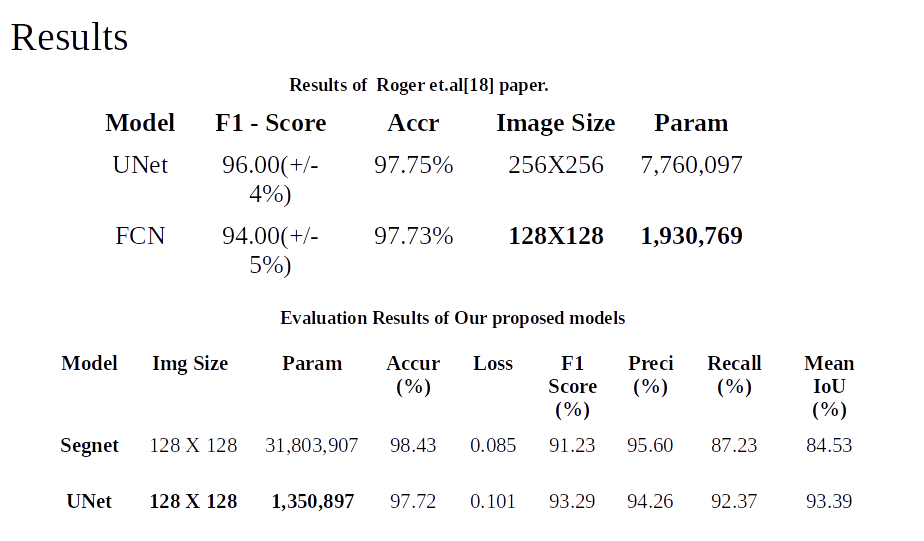 Results
Results of Roger et.al[18] paper.
Model F1 - Score Accr Image Size Param
UNet 96.00(+/- 97.75% 256X256 7,760,097
4%)
FCN 94.00(+/- 97.73% 128X128 1,930,769
5%)
Evaluation Results of Our proposed models
Model Img Size Param Accur Loss F1 Preci Recall Mean
(%) Score (%) (%) IoU
(%) (%)
Segnet 128 X 128 31,803,907 98.43 0.085 91.23 95.60 87.23 84.53
UNet 128 X 128 1,350,897 97.72 0.101 93.29 94.26 92.37 93.39